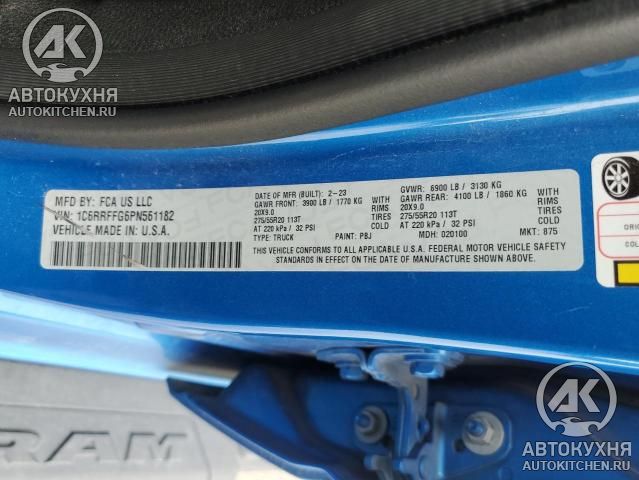 AK
АВТОКУХНЯ
AUTOKITCHEN.RU
MFD BY: FCA US LLC
VIN: 1C6RRFFG6PN561182
VEHICLE MADE IN: U.S.A.
DATE OF MFR (BUILT): 2-23
GAWR FRONT: 3900 LB / 1770 KG WITH
20X9.0 RIMS
275/55R20 113T TIRES
AT 220 kPa / 32 PSI COLD
TYPE: TRUCK PAINT: PBJ
GVWR: 6900 LB / 3130 KG
GAWR REAR: 4100 LB / 1860 KG WITH
20X9.0 RIMS
275/55R20 113T TIRES
AT 220 kPa / 32 PSI COLD
MDH: 020100 MKT: 875
THIS VEHICLE CONFORMS TO ALL APPLICABLE U.S.A. FEDERAL MOTOR VEHICLE SAFETY
STANDARDS IN EFFECT ON THE DATE OF MANUFACTURE SHOWN ABOVE.
RAM
AK
АВТОКУХНЯ
AUTOKITCHEN.RU